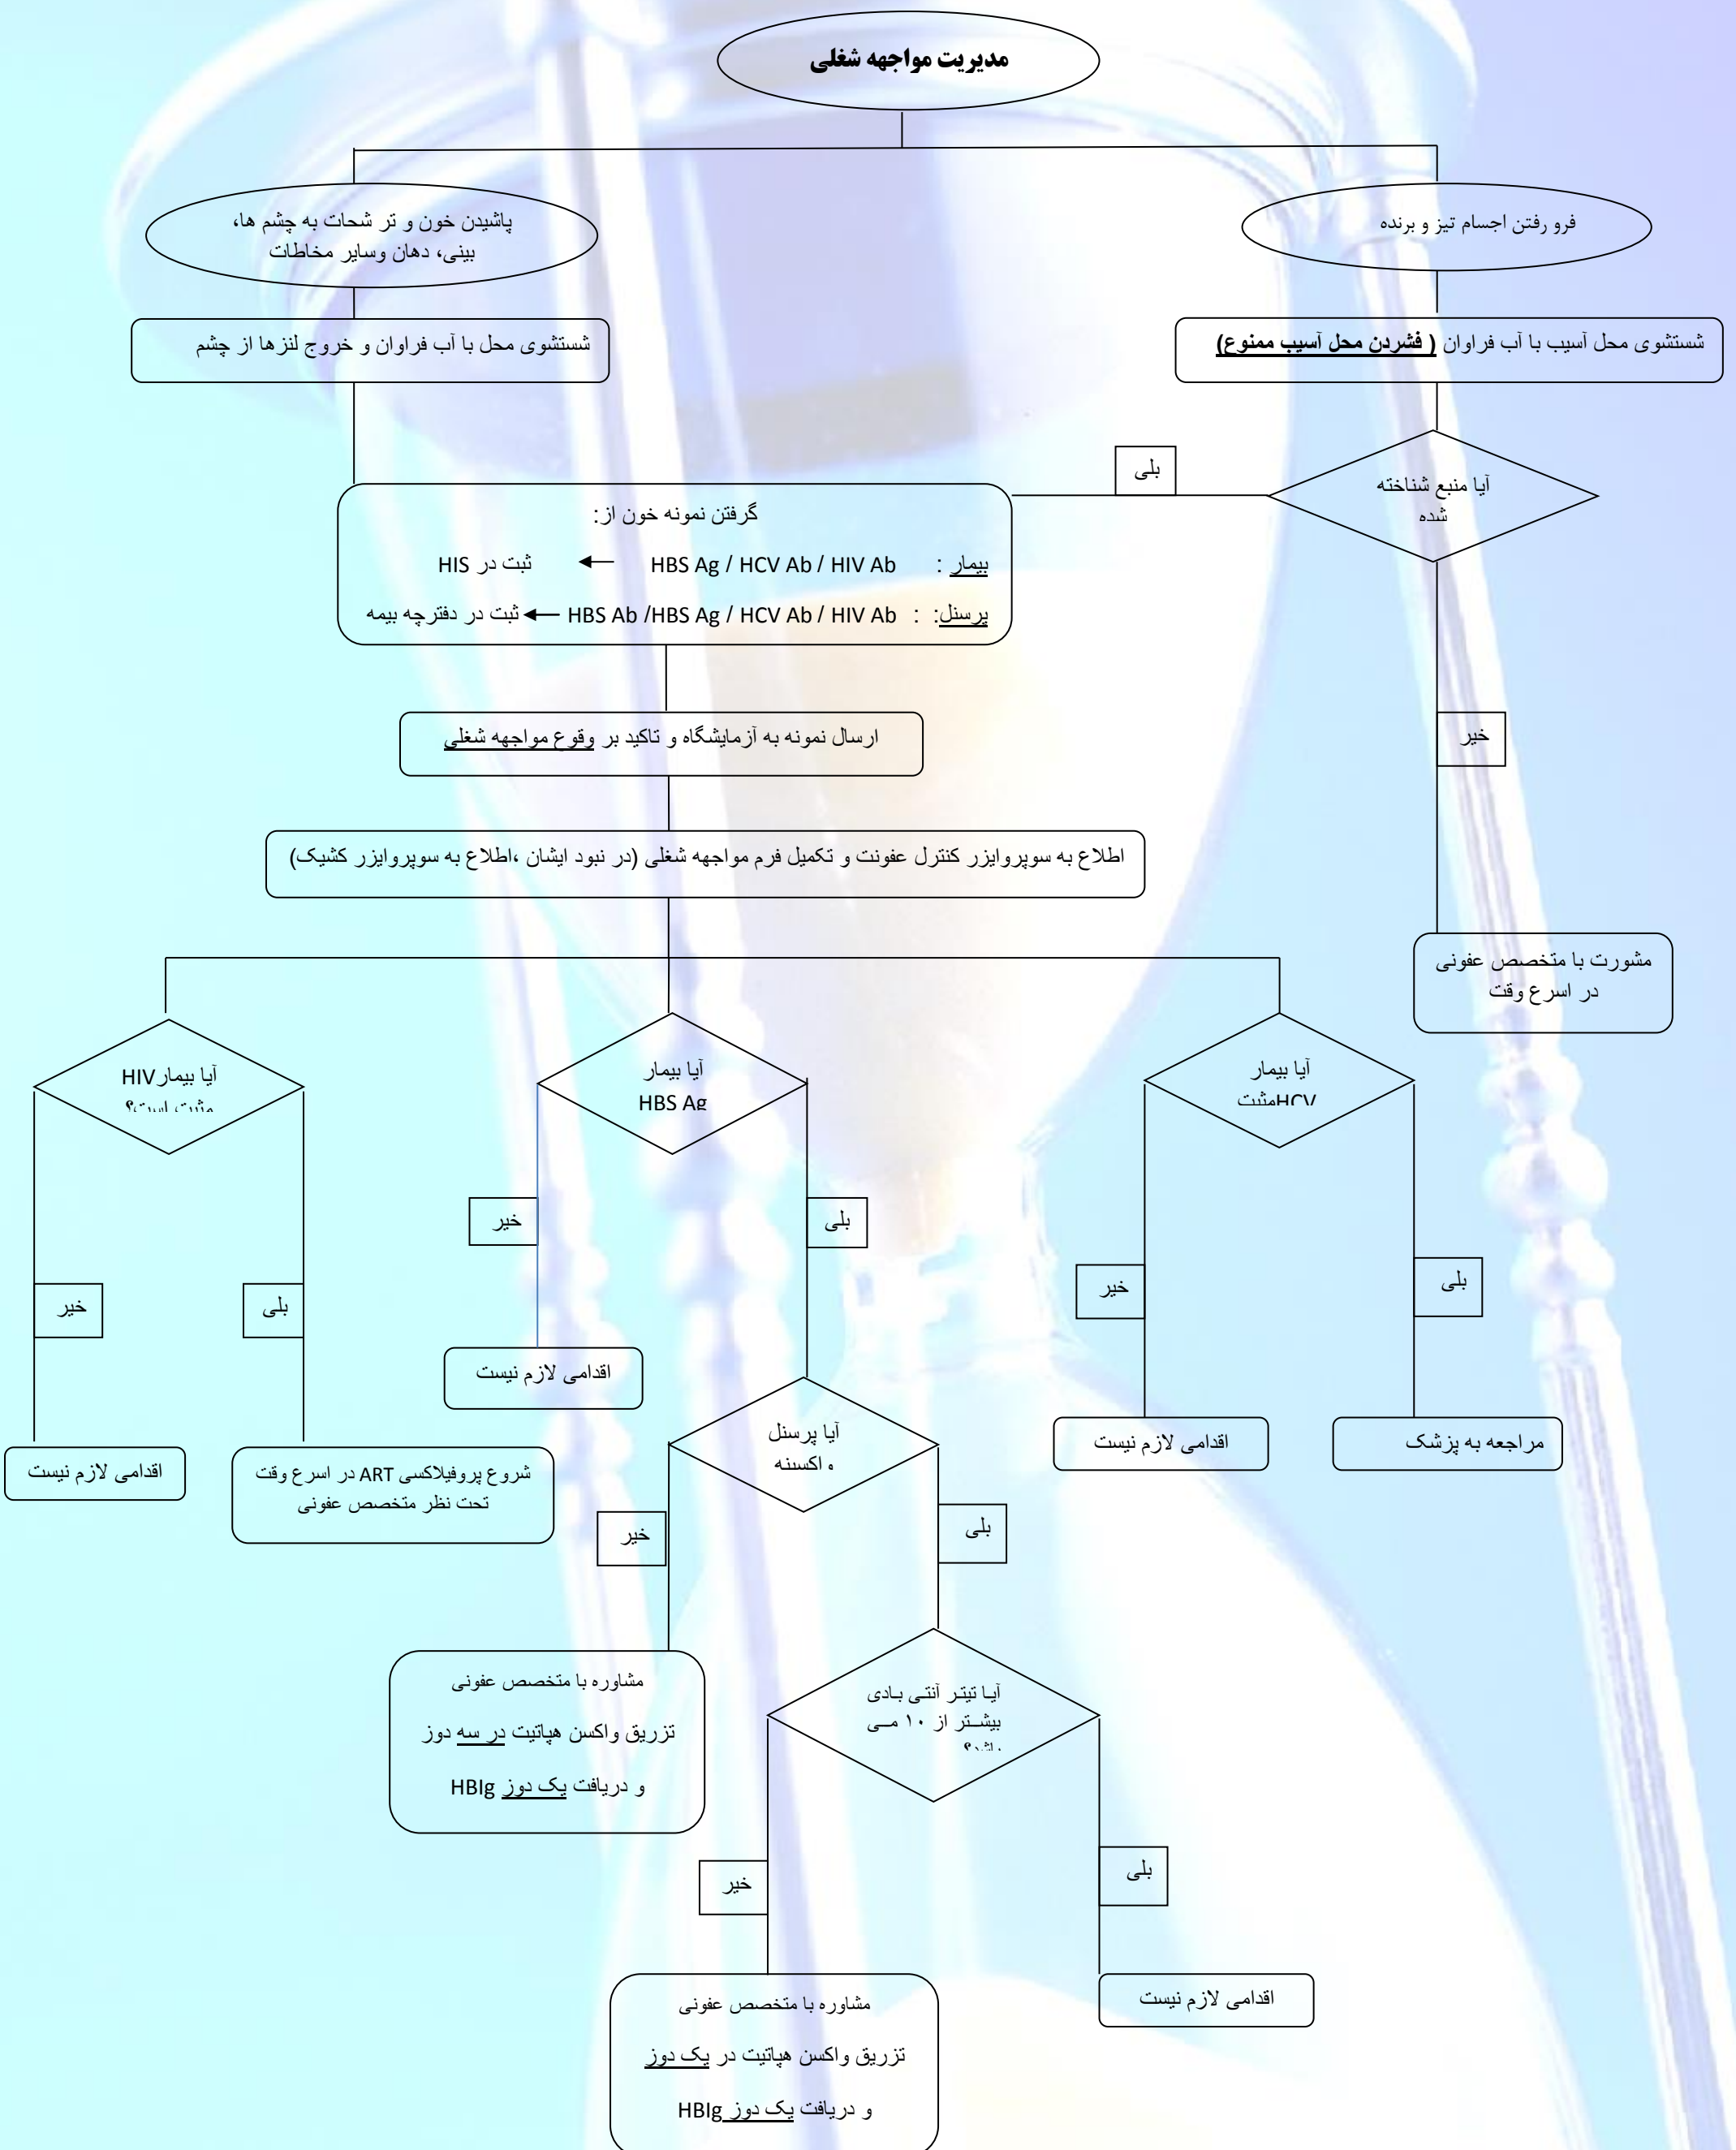 مدیریت مواجهه شغلی
فرو رفتن اجسام تیز و برنده
پاشیدن خون و تر شحات به چشم ها،
بینی، دهان وسایر مخاطات
شستشوی محل آسیب با آب فراوان ( فشردن محل آسیب ممنوع)
شستشوی محل با آب فراوان و خروج لنزها از چشم
آیا منبع شناخته
شده
بلی
خیر
گرفتن نمونه خون از:
بیمار : HBS Ag / HCV Ab / HIV Ab ← ثبت در HIS
پرسنل: : HBS Ab /HBS Ag / HCV Ab / HIV Ab ← ثبت در دفترچه بیمه
ارسال نمونه به آزمایشگاه و تاکید بر وقوع مواجهه شغلی
اطلاع به سوپروایزر کنترل عفونت و تکمیل فرم مواجهه شغلی (در نبود ایشان ،اطلاع به سوپروایزر کشیک)
مشورت با متخصص عفونی
در اسرع وقت
آیا بیمار
HCVمثبت
خیر
بلی
اقدامی لازم نیست
مراجعه به پزشک
آیا بیمار
HBS Ag
خیر
بلی
اقدامی لازم نیست
آیا بیمارHIV
مثبت است؟
خیر
بلی
اقدامی لازم نیست
شروع پروفیلاکسی ART در اسرع وقت
تحت نظر متخصص عفونی
آیا پرسنل
واکسینه
خیر
بلی
مشاوره با متخصص عفونی
تزریق واکسن هپاتیت در سه دوز
و دریافت یک دوز HBIg
آیا تیتر آنتی بادی
بیشتر از ۱۰ می
باشد؟
خیر
بلی
اقدامی لازم نیست
مشاوره با متخصص عفونی
تزریق واکسن هپاتیت در یک دوز
و دریافت یک دوز HBIg